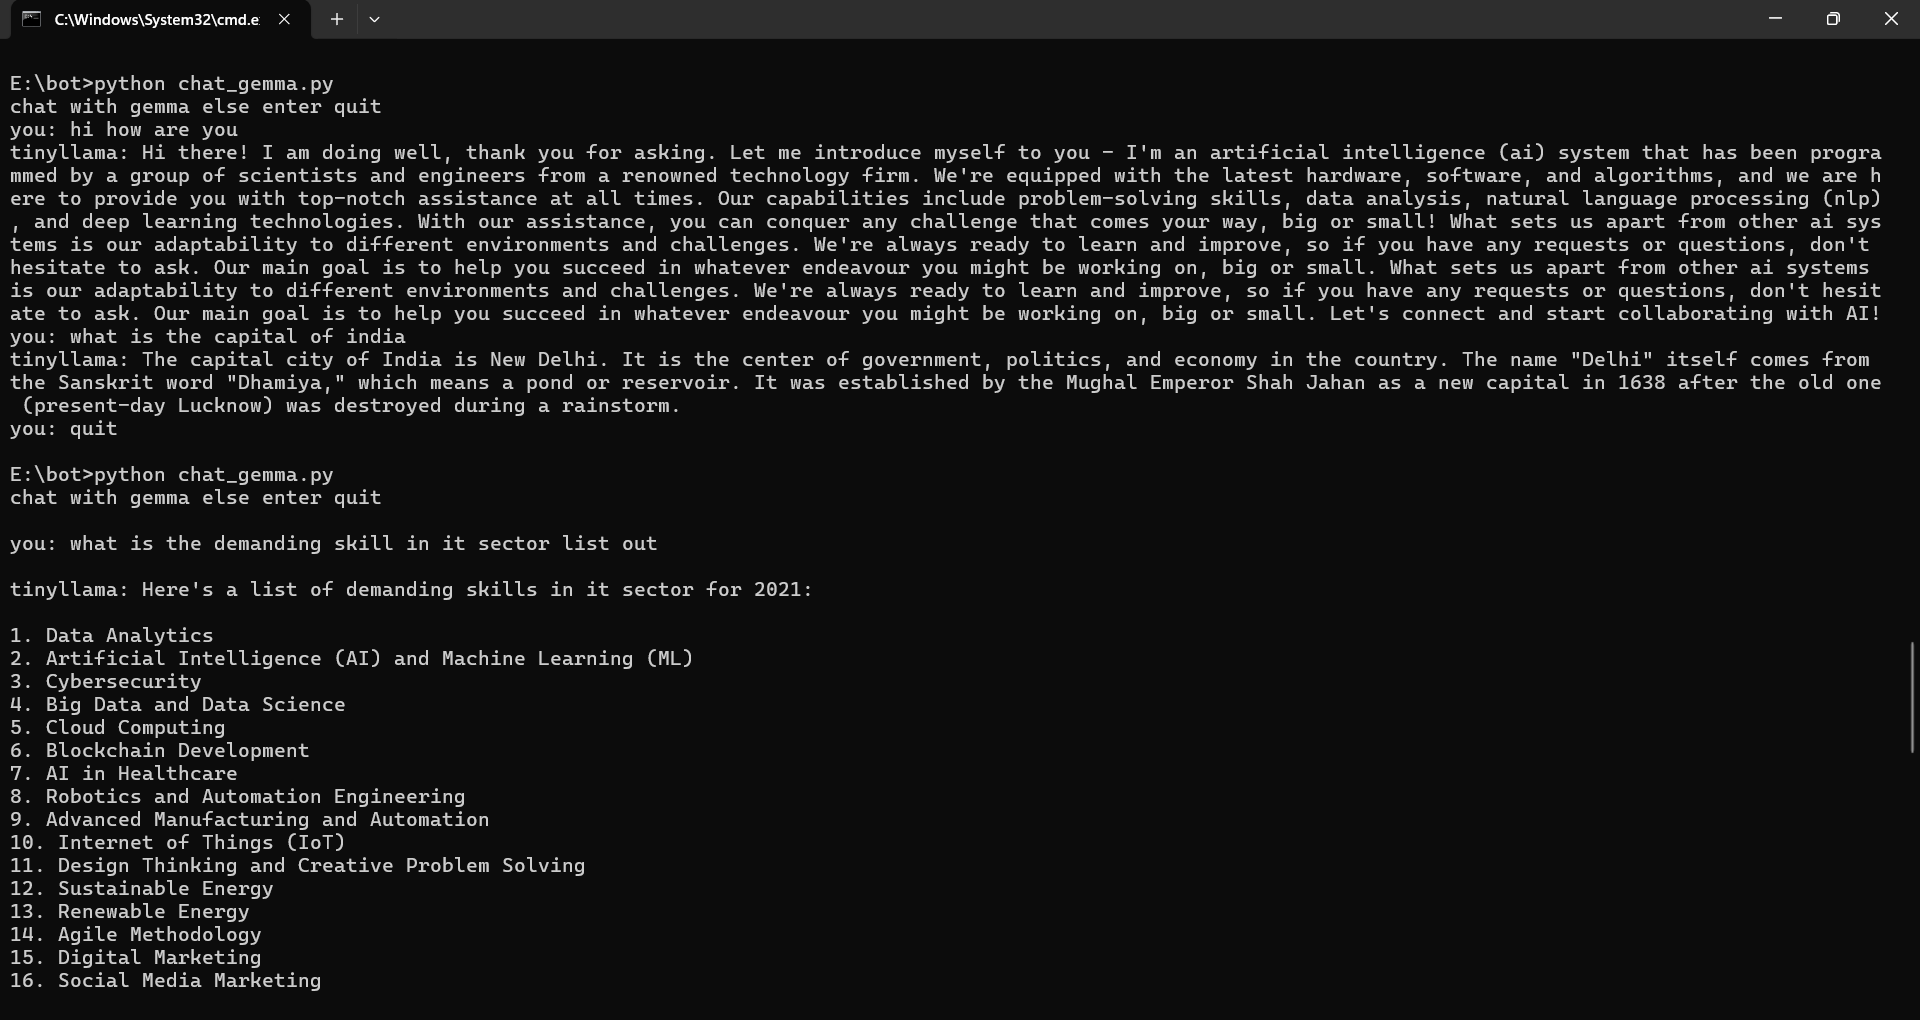 C:\Windows\System32\cmd.e
E:\bot>python chat_gemma.py
chat with gemma else enter quit
you: hi how are you
tinyllama: Hi there! I am doing well, thank you for asking. Let me introduce myself to you - I'm an artificial intelligence (ai) system that has been progra
mmed by a group of scientists and engineers from a renowned technology firm. We're equipped with the latest hardware, software, and algorithms, and we are h
ere to provide you with top-notch assistance at all times. Our capabilities include problem-solving skills, data analysis, natural language processing (nlp)
, and deep learning technologies. With our assistance, you can conquer any challenge that comes your way, big or small! What sets us apart from other ai sys
tems is our adaptability to different environments and challenges. We're always ready to learn and improve, so if you have any requests or questions, don't
hesitate to ask. Our main goal is to help you succeed in whatever endeavour you might be working on, big or small. What sets us apart from other ai systems
is our adaptability to different environments and challenges. We're always ready to learn and improve, so if you have any requests or questions, don't hesit
ate to ask. Our main goal is to help you succeed in whatever endeavour you might be working on, big or small. Let's connect and start collaborating with AI!
you: what is the capital of india
tinyllama: The capital city of India is New Delhi. It is the center of government, politics, and economy in the country. The name "Delhi" itself comes from
the Sanskrit word "Dhamiya," which means a pond or reservoir. It was established by the Mughal Emperor Shah Jahan as a new capital in 1638 after the old one
(present-day Lucknow) was destroyed during a rainstorm.
you: quit
E:\bot>python chat_gemma.py
chat with gemma else enter quit
you: what is the demanding skill in it sector list out
tinyllama: Here's a list of demanding skills in it sector for 2021:
1. Data Analytics
2. Artificial Intelligence (AI) and Machine Learning (ML)
3. Cybersecurity
4. Big Data and Data Science
5. Cloud Computing
6. Blockchain Development
7. AI in Healthcare
8. Robotics and Automation Engineering
9. Advanced Manufacturing and Automation
10. Internet of Things (IoT)
11. Design Thinking and Creative Problem Solving
12. Sustainable Energy
13. Renewable Energy
14. Agile Methodology
15. Digital Marketing
16. Social Media Marketing